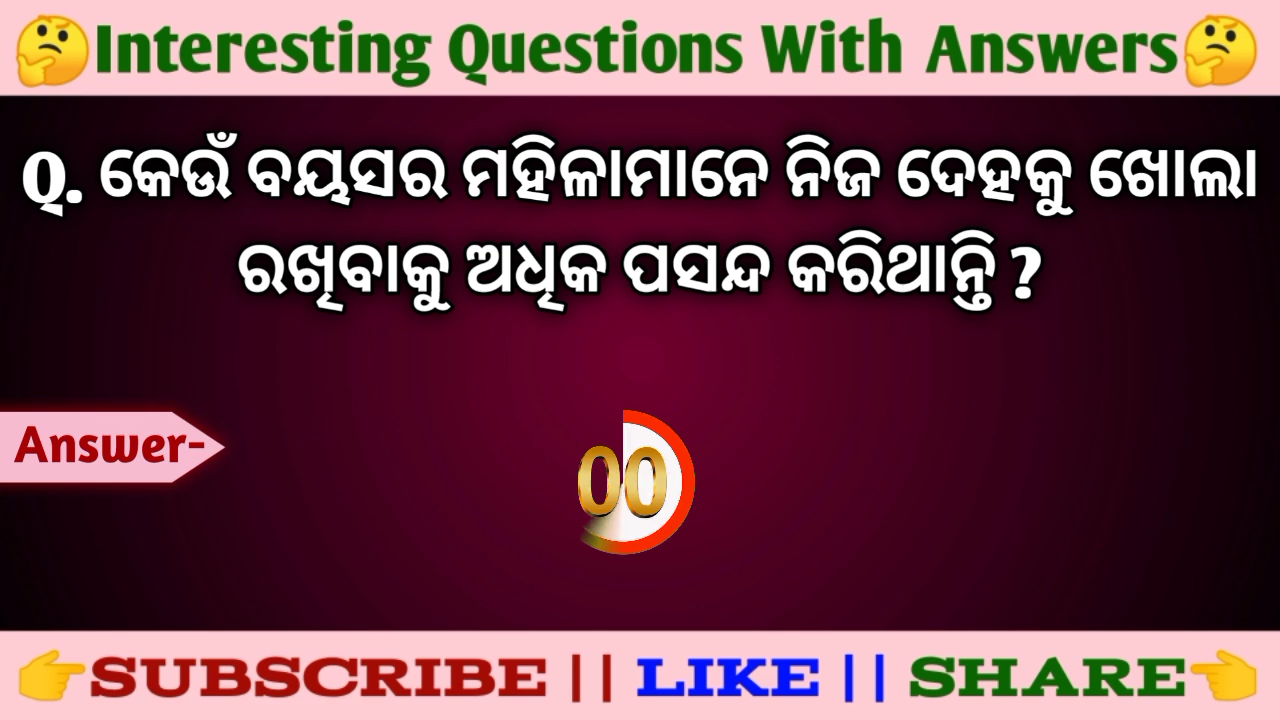 🤔Interesting Questions With Answers🤔
Q. କେଉଁ ବୟସର ମହିଳାମାନେ ନିଜ ଦେହକୁ ଖୋଲା
ରଖିବାକୁ ଅଧିକ ପସନ୍ଦ କରିଥାନ୍ତି ?
Answer-
00
👉SUBSCRIBE || LIKE || SHARE👈